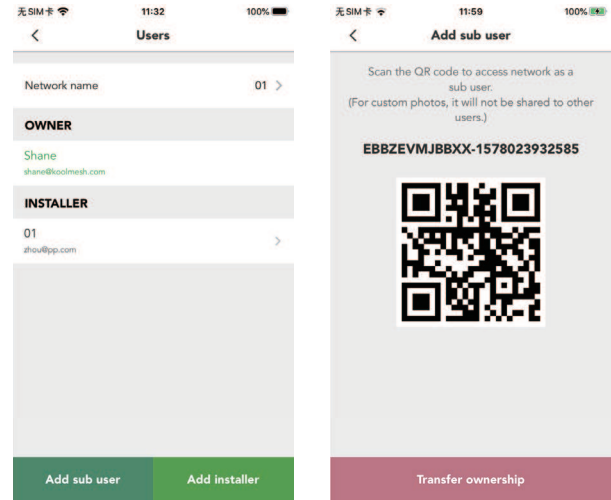 无SIM卡 11:32 100%
Users
Network name 01
OWNER
Shane
shane@koolmesh.com
INSTALLER
01
zhou@pp.com
Add sub user Add installer
无SIM卡 11:59 100%
Add sub user
Scan the QR code to access network as a
sub user.
(For custom photos, it will not be shared to other
users.)
EBBZEVMJBBXX-1578023932585
Transfer ownership